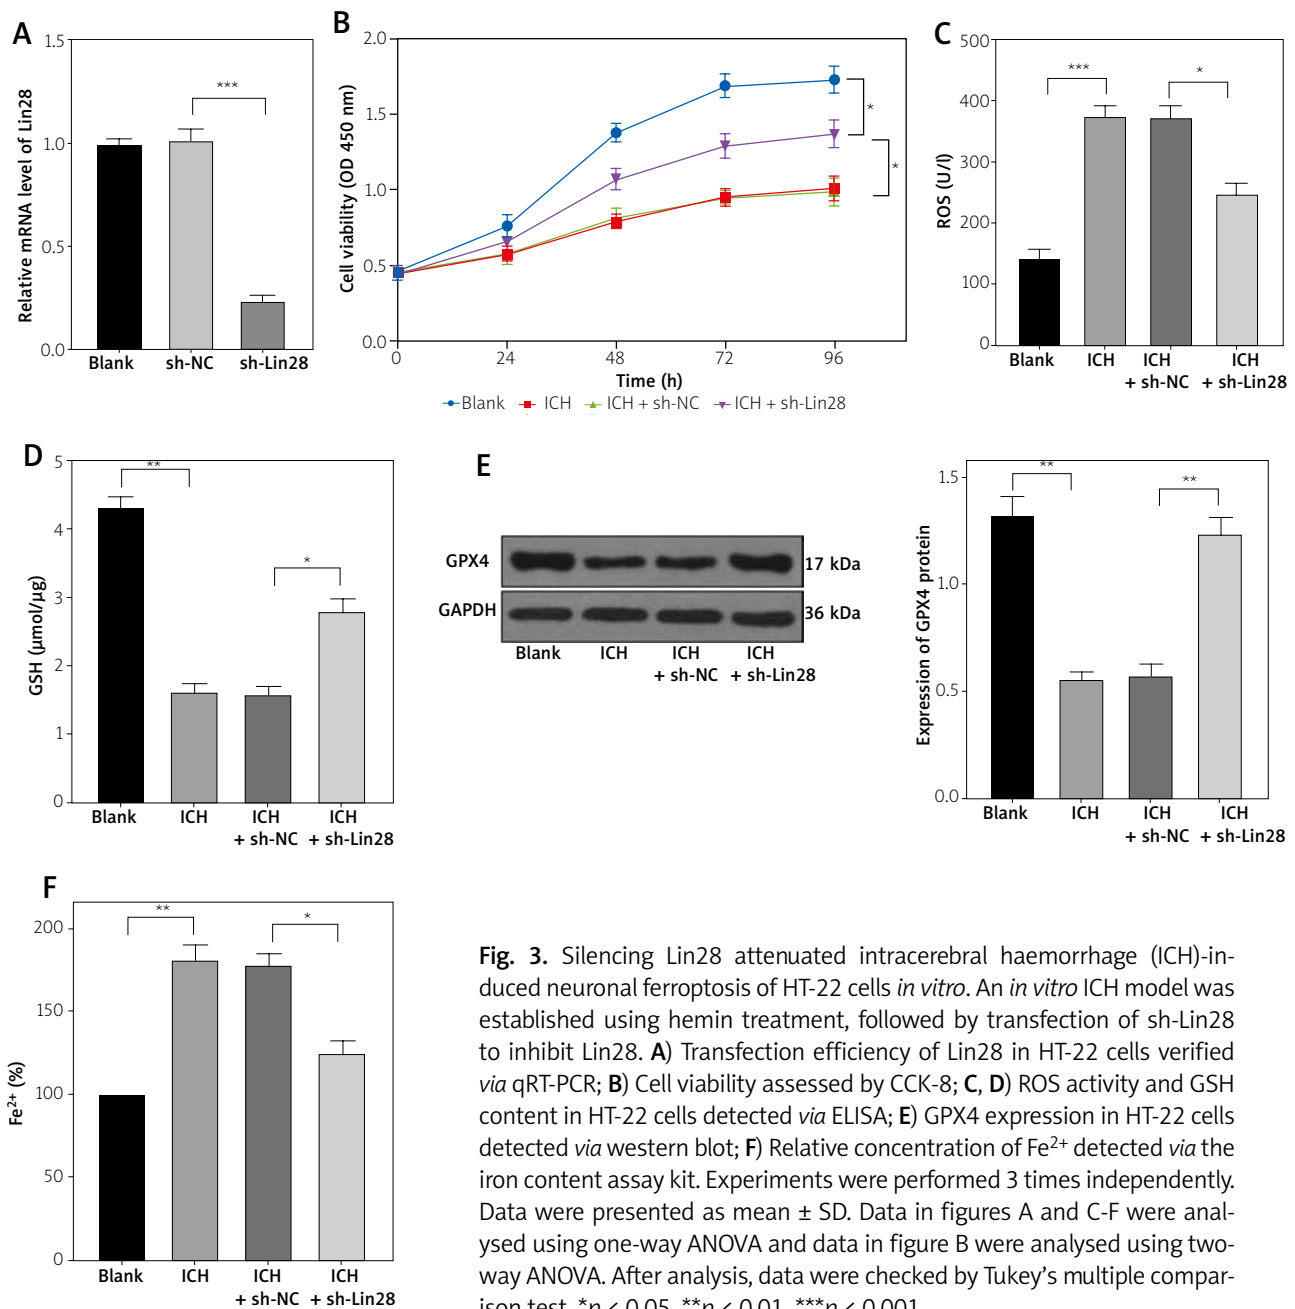 A
Relative mRNA level of Lin28
1.5
1.0
0.5
0.0
***
Blank sh-NC sh-Lin28
B
Cell viability (OD 450 nm)
2.0
1.5
1.0
0.5
0.0
*
*
0 24 48 72 96
Time (h)
Blank ICH ICH + sh-NC ICH + sh-Lin28
C
ROS (U/l)
500
400
300
200
100
0
*** *
Blank ICH ICH ICH
+ sh-NC + sh-Lin28
D
GSH (µmol/µg)
5
4
3
2
1
0
** *
Blank ICH ICH ICH
+ sh-NC + sh-Lin28
E
GPX4 17 kDa
GAPDH 36 kDa
Blank ICH ICH ICH
+ sh-NC + sh-Lin28
Expression of GPX4 protein
1.5
1.0
0.5
0.0
** **
Blank ICH ICH ICH
+ sh-NC + sh-Lin28
F
Fe2+ (%)
200
150
100
50
0
** *
Blank ICH ICH ICH
+ sh-NC + sh-Lin28
Fig. 3. Silencing Lin28 attenuated intracerebral haemorrhage (ICH)-in-
duced neuronal ferroptosis of HT-22 cells in vitro. An in vitro ICH model was
established using hemin treatment, followed by transfection of sh-Lin28
to inhibit Lin28. A) Transfection efficiency of Lin28 in HT-22 cells verified
via qRT-PCR; B) Cell viability assessed by CCK-8; C, D) ROS activity and GSH
content in HT-22 cells detected via ELISA; E) GPX4 expression in HT-22 cells
detected via western blot; F) Relative concentration of Fe2+ detected via the
iron content assay kit. Experiments were performed 3 times independently.
Data were presented as mean ± SD. Data in figures A and C-F were anal-
ysed using one-way ANOVA and data in figure B were analysed using two-
way ANOVA. After analysis, data were checked by Tukey's multiple compar-
ison test. *p < 0.05, **p < 0.01, ***p < 0.001